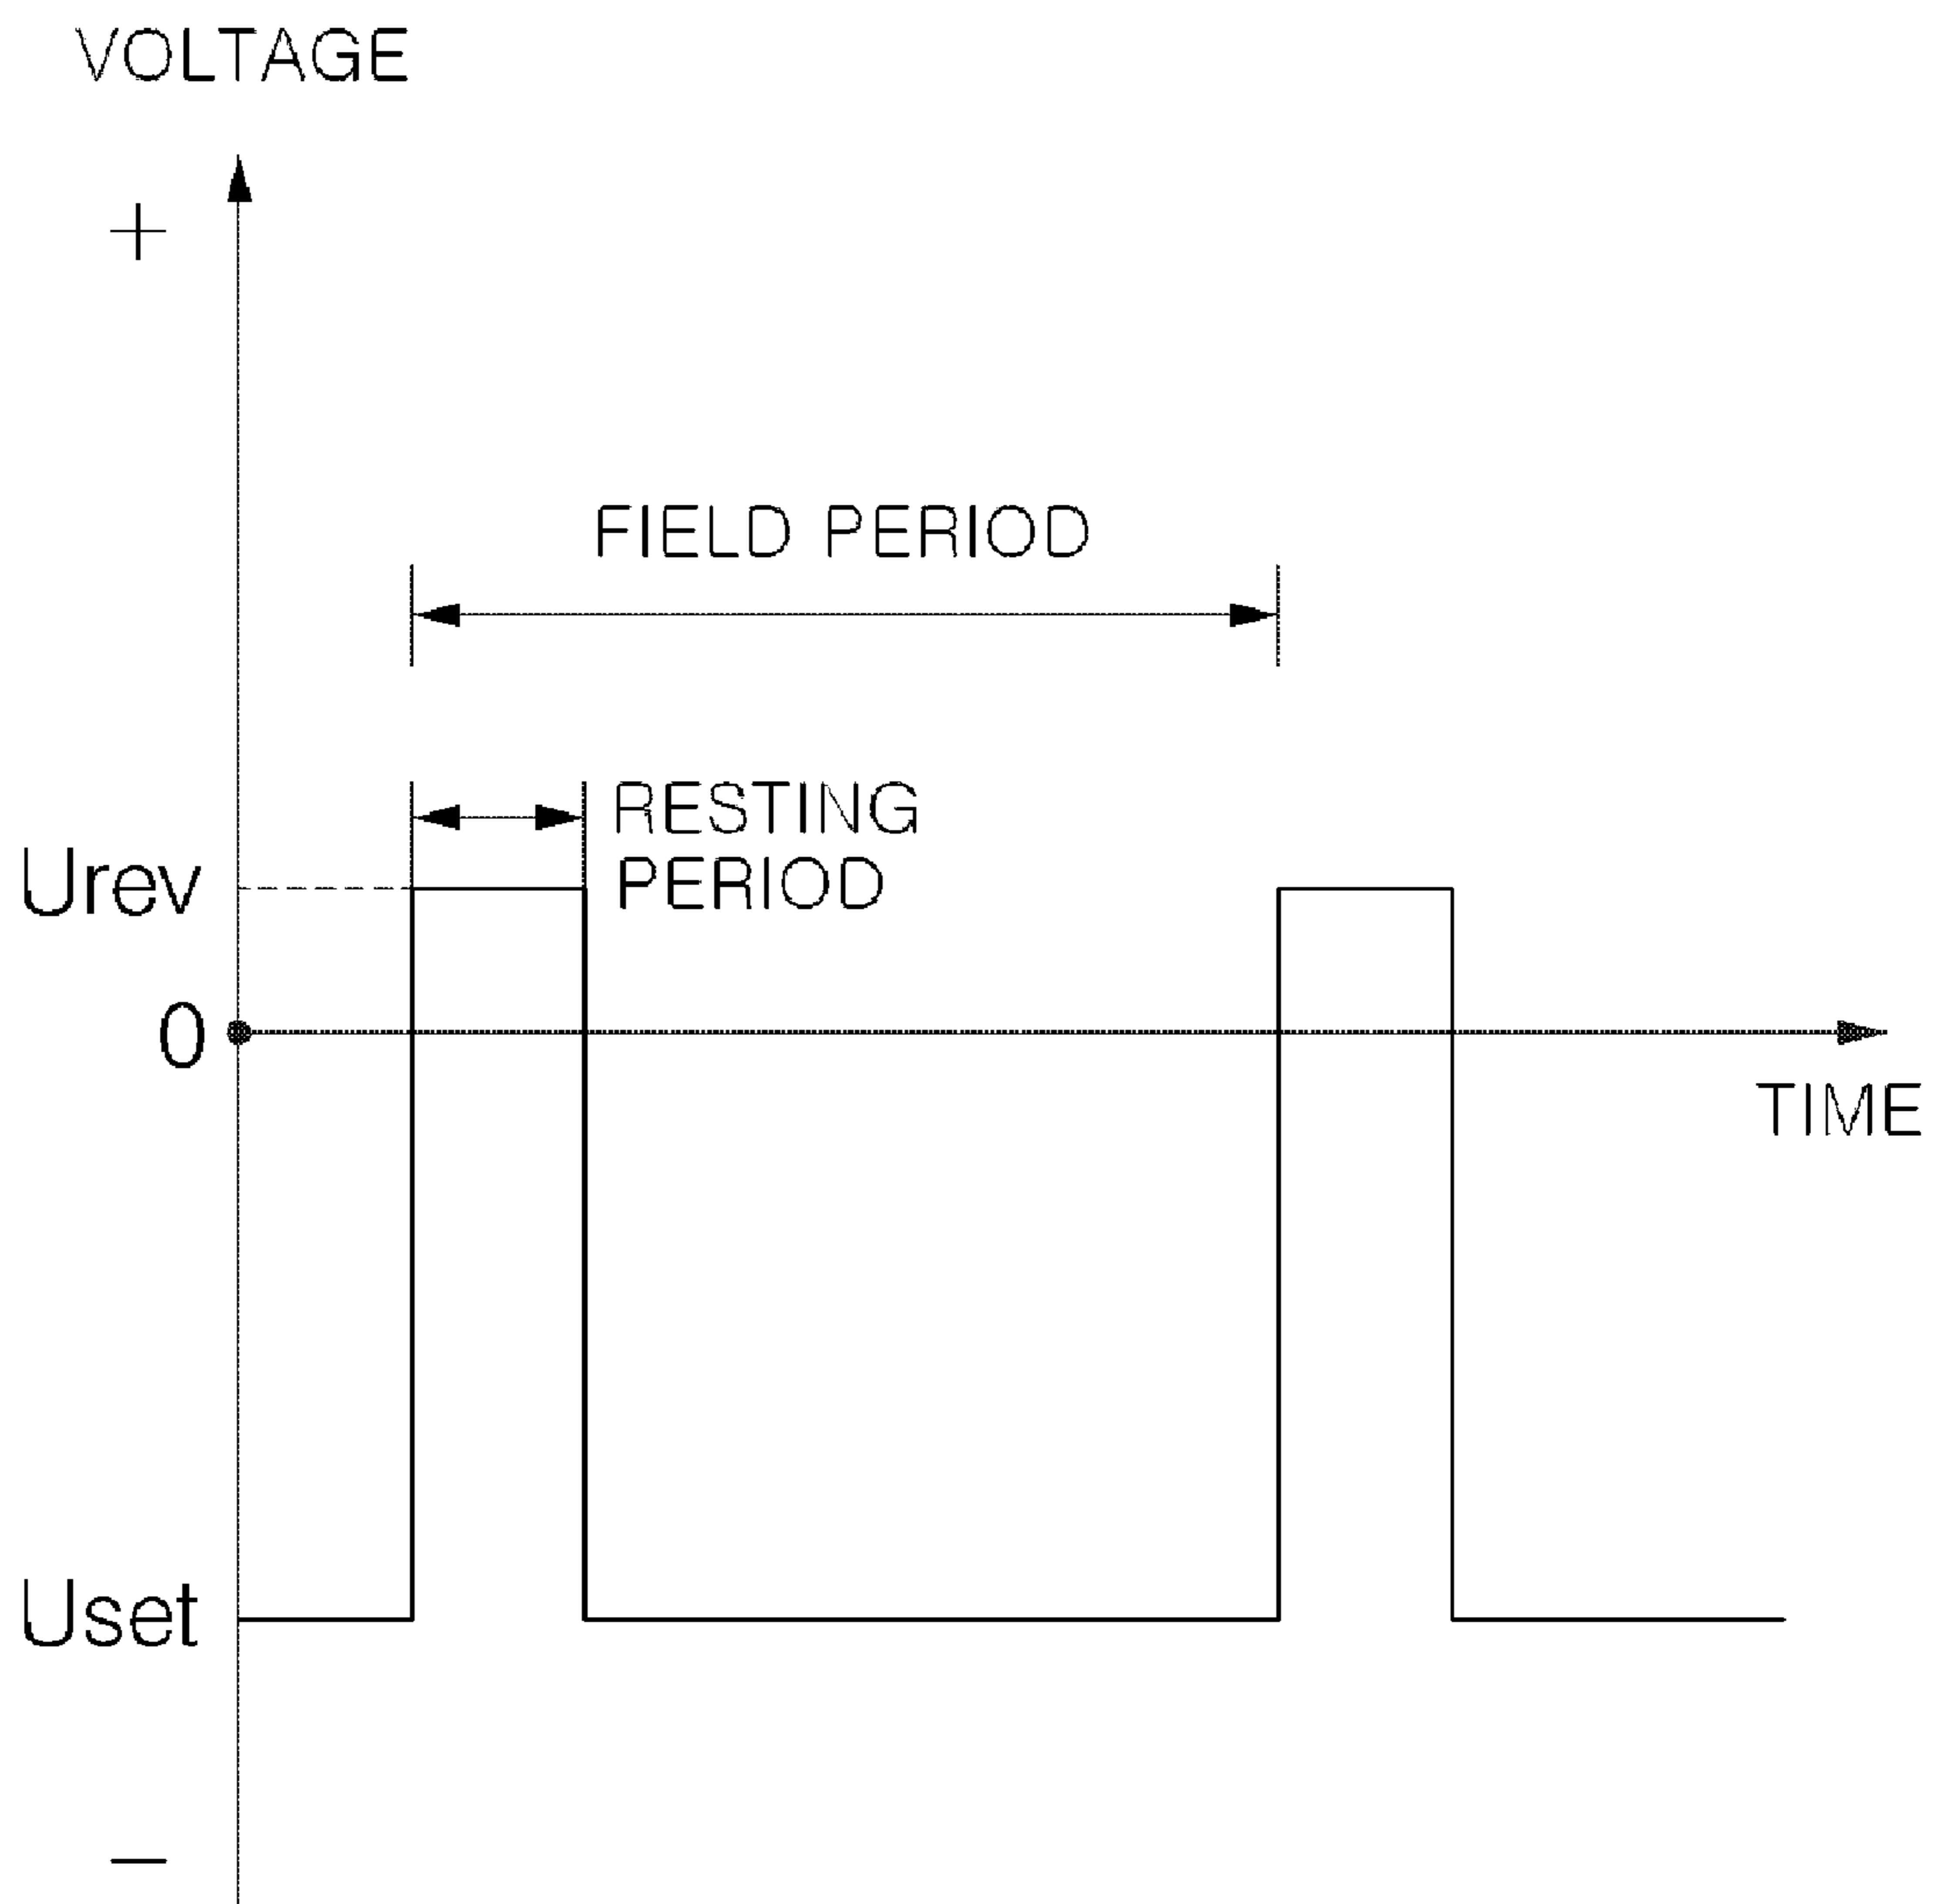 VOLTAGE
+
FIELD PERIOD
RESTING
PERIOD
Urev
0
TIME
Uset
−